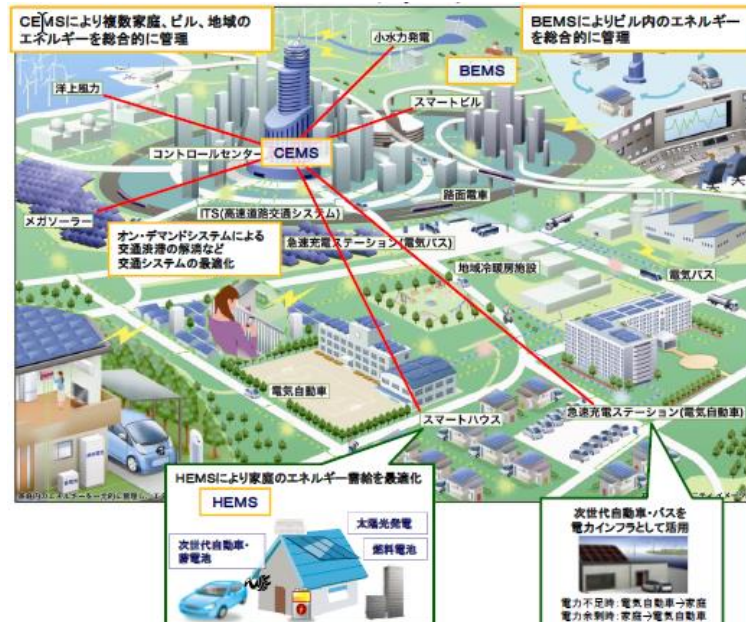 CEMSにより複数家庭、ビル、地域の
エネルギーを総合的に管理
BEMSによりビル内のエネルギー
を総合的に管理
小水力発電
BEMS
洋上風力
スマートビル
コントロールセンター
CEMS
路面電車
メガソーラー
ITS(高速道路交通システム)
オン・デマンドシステムによる
交通渋滞の解消など
交通システムの最適化
急速充電ステーション(電気バス)
地域冷暖房施設
電気バス
電気自動車
スマートハウス
急速充電ステーション(電気自動車)
HEMSにより家庭のエネルギー需給を最適化
HEMS
太陽光発電
次世代自動車・
蓄電池
燃料電池
次世代自動車・バスを
電力インフラとして活用
電力不足時:電気自動車→家庭
電力余剰時:家庭→電気自動車